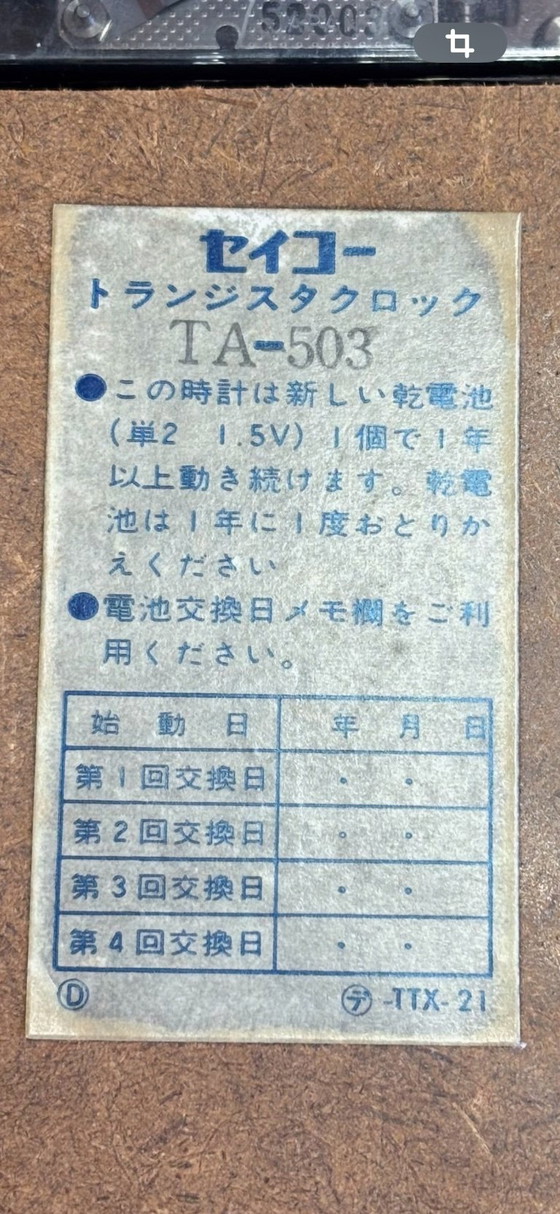 セイコー
トランジスタクロック
TA-503
●この時計は新しい乾電池
(単2 1.5V) 1個で1年
以上動き続けます。乾電
池は1年に1度おとりか
えください
●電池交換日メモ欄をご利
用ください。
始動日 年 月 日
第1回交換日 ・ ・
第2回交換日 ・ ・
第3回交換日 ・ ・
第4回交換日 ・ ・
Ⓓ ㋢-TTX-21